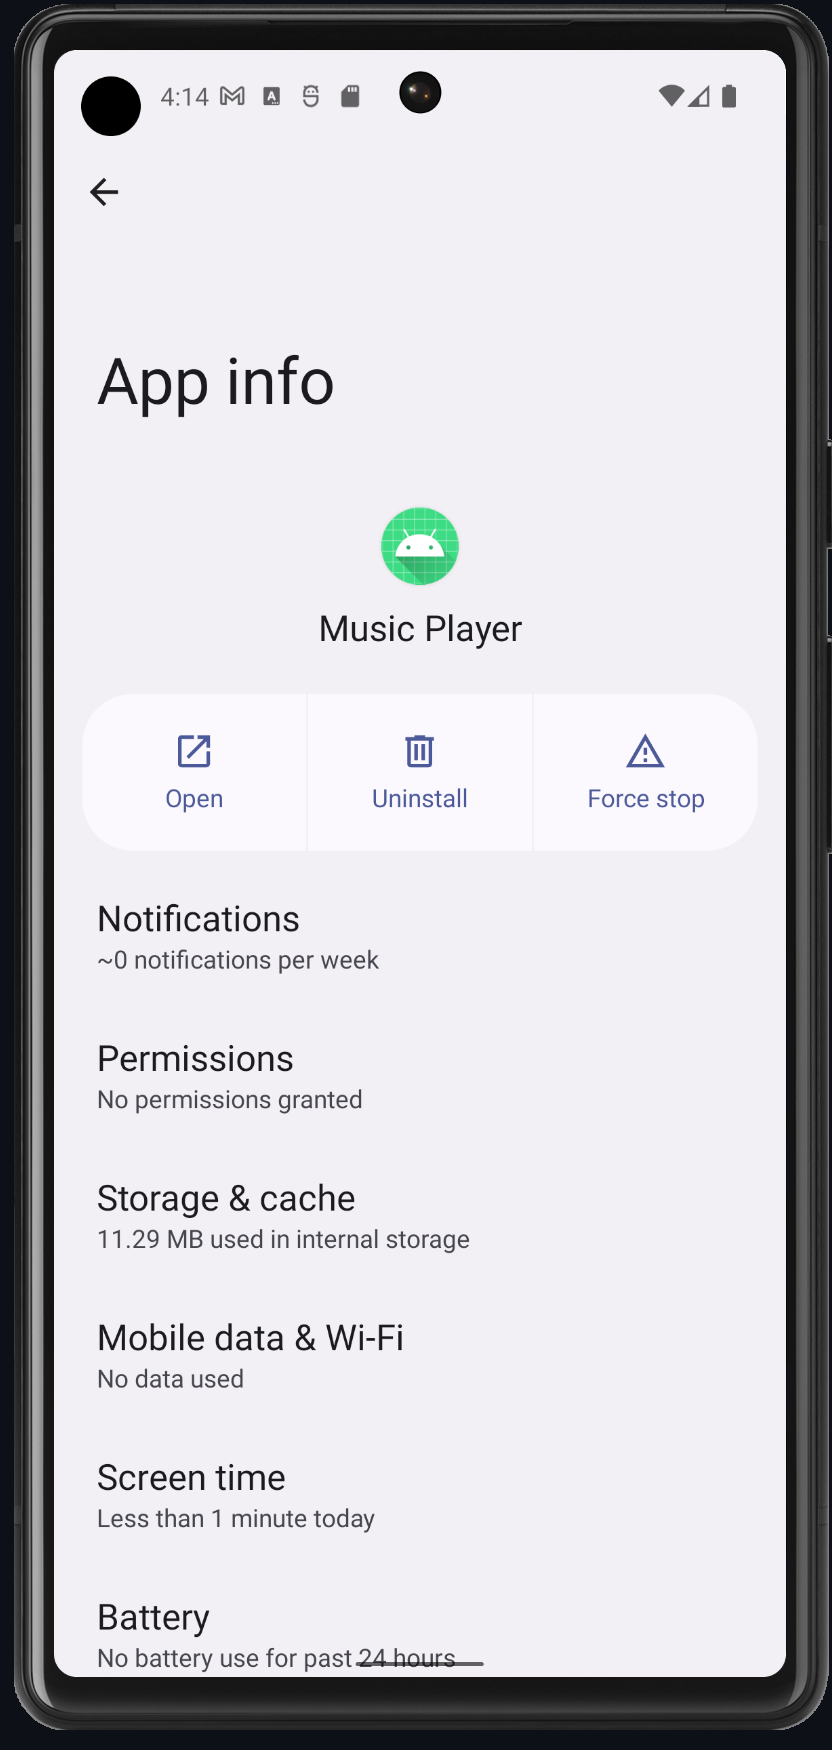 4:14
App info
Music Player
Open
Uninstall
Force stop
Notifications
~0 notifications per week
Permissions
No permissions granted
Storage & cache
11.29 MB used in internal storage
Mobile data & Wi-Fi
No data used
Screen time
Less than 1 minute today
Battery
No battery use for past 24 hours